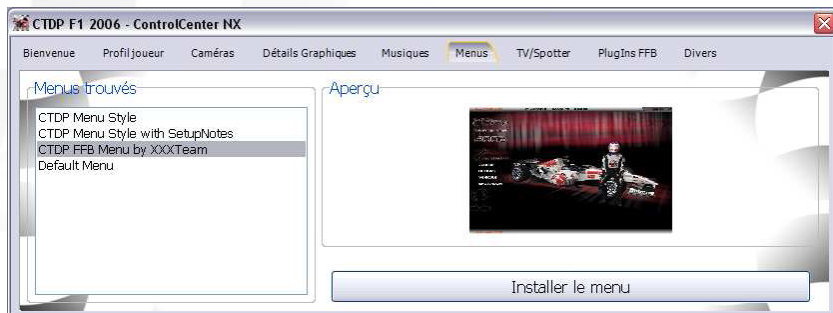 CTDP F1 2006 - ControlCenter NX
Bienvenue Profil joueur Caméras Détails Graphiques Musiques Menus TV/Spotter PlugIns FFB Divers
Menus trouvés
CTDP Menu Style
CTDP Menu Style with SetupNotes
CTDP FFB Menu by XXXTeam
Default Menu
Aperçu
Installer le menu